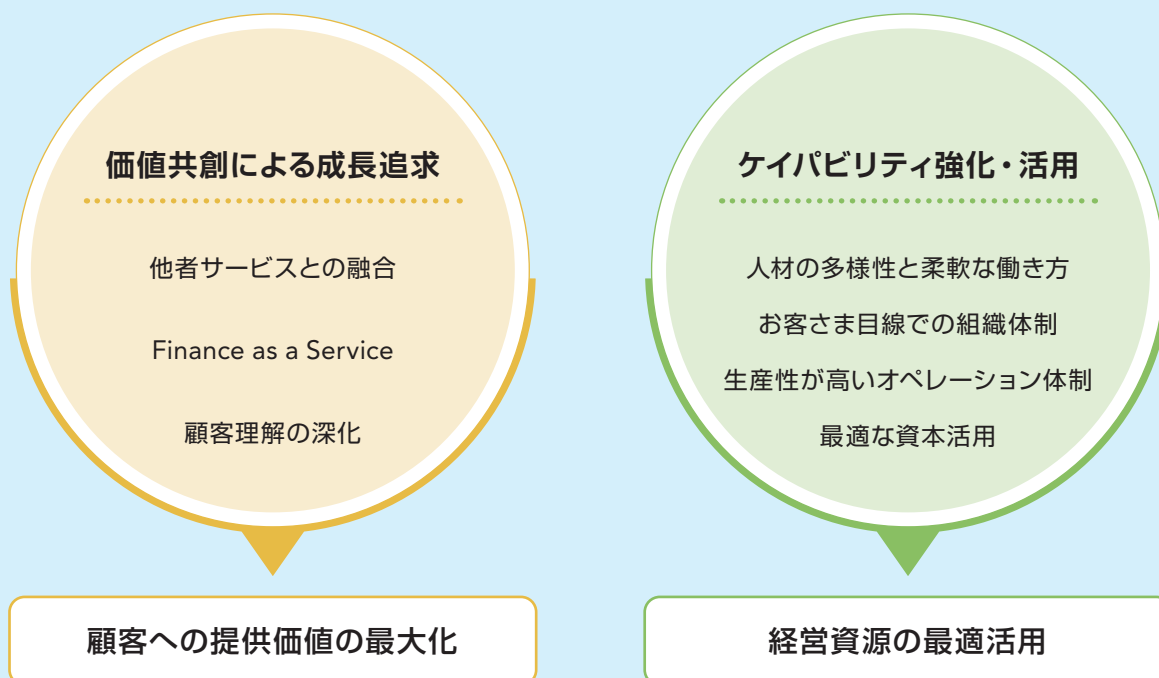 価値共創による成長追求
他者サービスとの融合
Finance as a Service
顧客理解の深化
顧客への提供価値の最大化
ケイパビリティ強化・活用
人材の多様性と柔軟な働き方
お客さま目線での組織体制
生産性が高いオペレーション体制
最適な資本活用
経営資源の最適活用